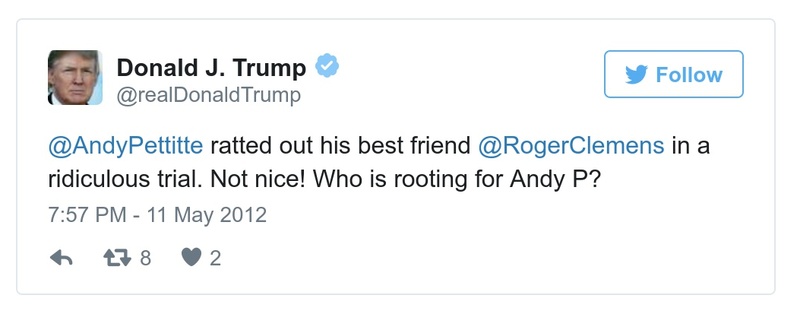 Donald J. Trump
Follow
@realDonaldTrump
@AndyPettitte ratted out his best friend @RogerClemens in a
ridiculous trial. Not nice! Who is rooting for Andy P?
7:57 PM - 11 May 2012
8 2